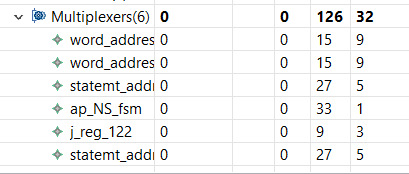 Multiplexers(6) 0 0 126 32
word_addres 0 0 15 9
word_addres 0 0 15 9
statemt_addr 0 0 27 5
ap_NS_fsm 0 0 33 1
j_reg_122 0 0 9 3
statemt_addr 0 0 27 5